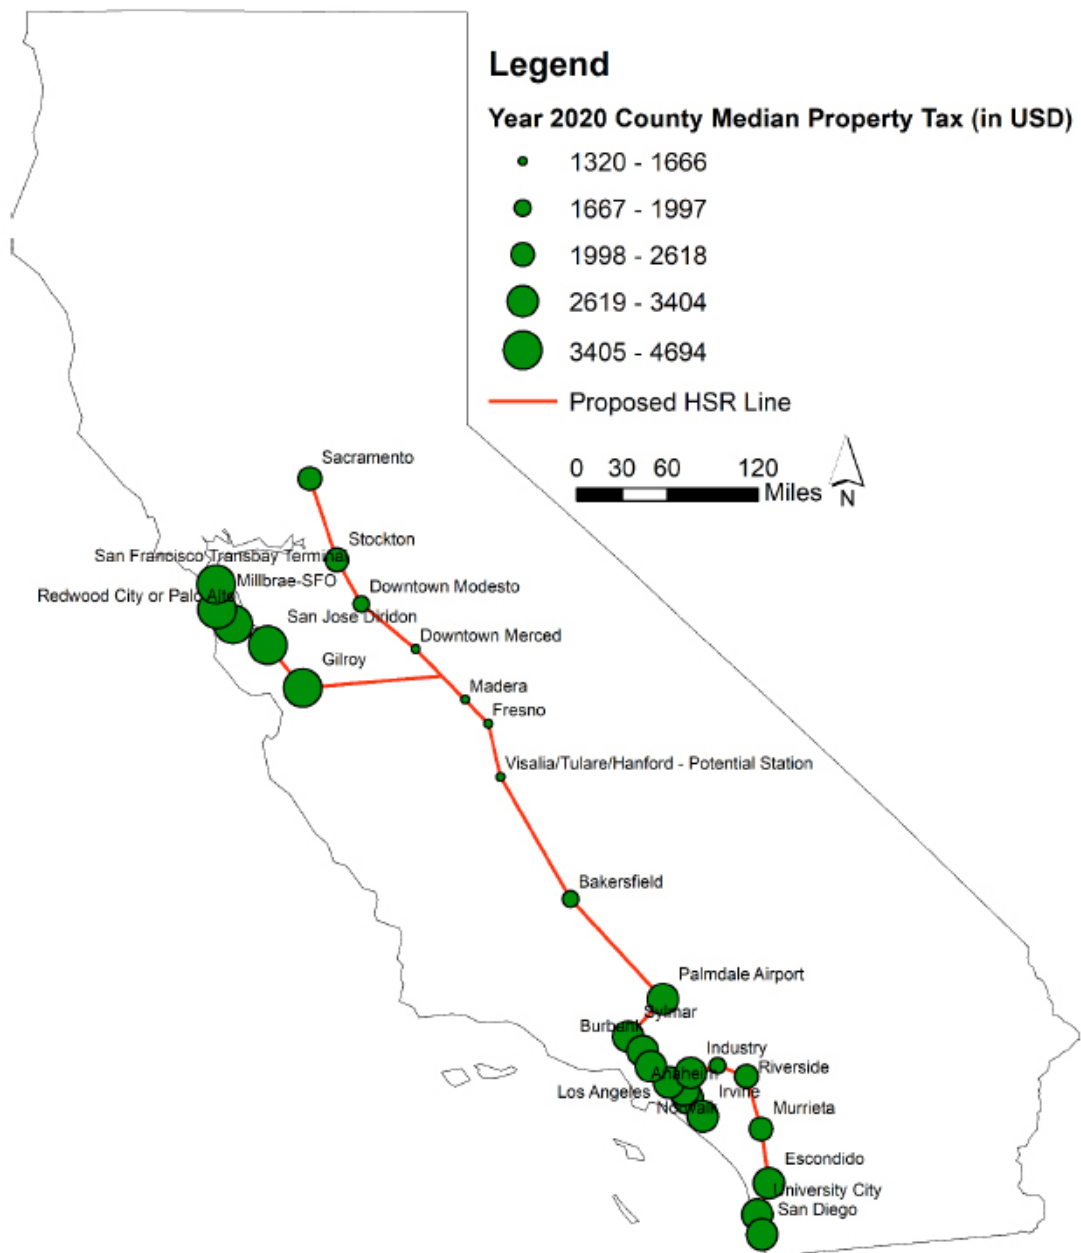 Legend
Year 2020 County Median Property Tax (in USD)
1320 - 1666
1667 - 1997
1998 - 2618
2619 - 3404
3405 - 4694
Proposed HSR Line
0 30 60 120
Miles
N
Sacramento
Stockton
San Francisco Transbay Terminal
Millbrae-SFO
Downtown Modesto
Redwood City or Palo Alto
San Jose Diridon
Downtown Merced
Gilroy
Madera
Fresno
Visalia/Tulare/Hanford - Potential Station
Bakersfield
Palmdale Airport
Sylmar
Burbank
Industry
Riverside
Anaheim
Los Angeles
Irvine
Norwalk
Murrieta
Escondido
University City
San Diego